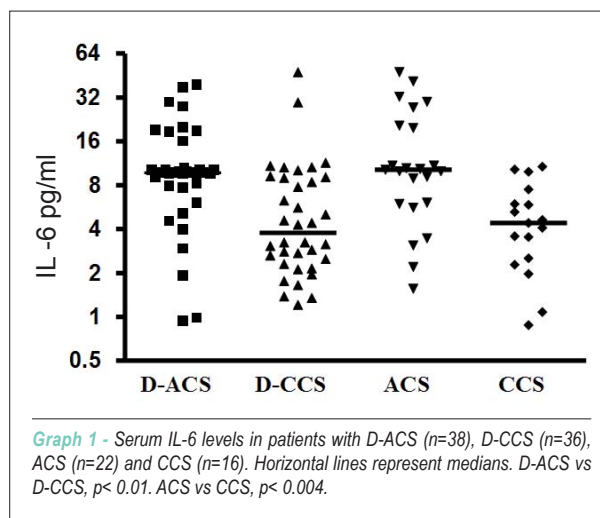 64
32
16
8
4
2
1
0.5
IL -6 pg/ml
D-ACS D-CCS ACS CCS
Graph 1 - Serum IL-6 levels in patients with D-ACS (n=38), D-CCS (n=36),
ACS (n=22) and CCS (n=16). Horizontal lines represent medians. D-ACS vs
D-CCS, p< 0.01. ACS vs CCS, p< 0.004.